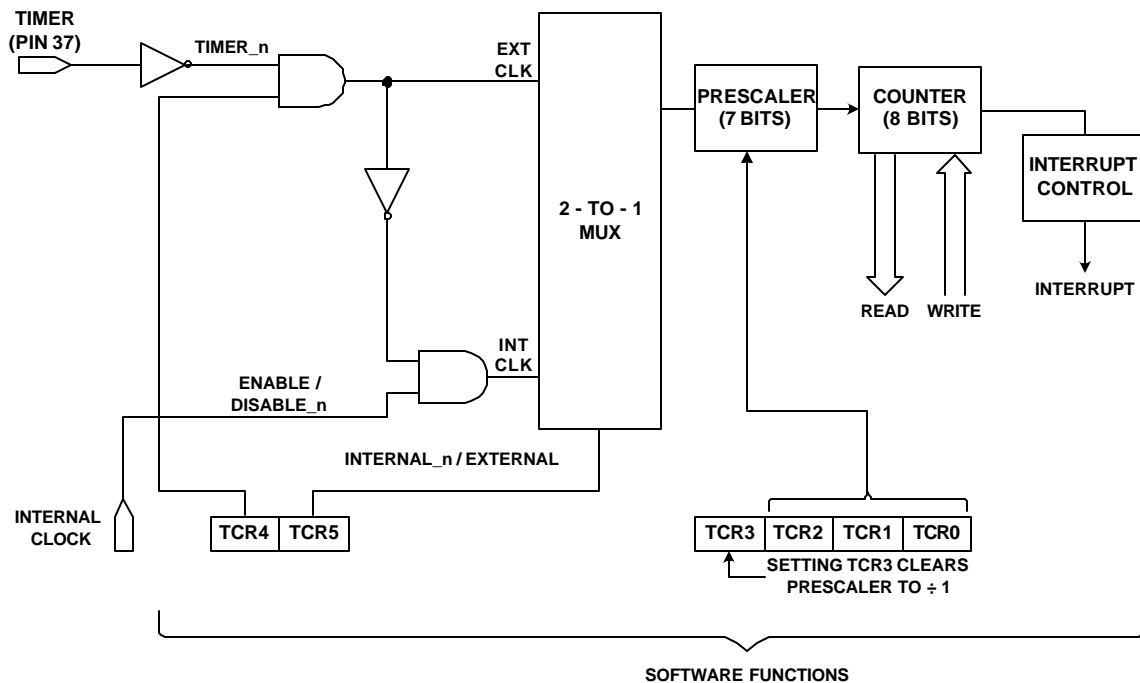 TIMER
(PIN 37)
TIMER_n
EXT
CLK
PRESCALER
(7 BITS)
COUNTER
(8 BITS)
INTERRUPT
CONTROL
2 - TO - 1
MUX
READ
WRITE
INTERRUPT
INT
CLK
ENABLE /
DISABLE_n
INTERNAL_n / EXTERNAL
INTERNAL
CLOCK
TCR4
TCR5
TCR3
TCR2
TCR1
TCR0
SETTING TCR3 CLEARS
PRESCALER TO ÷ 1
SOFTWARE FUNCTIONS